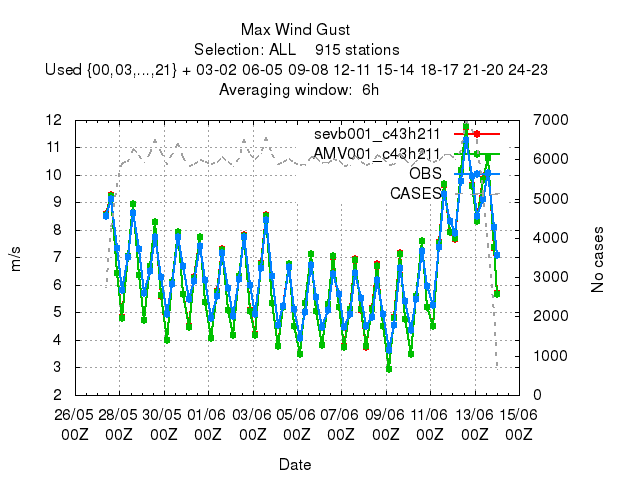 Max Wind Gust
Selection: ALL 915 stations
Used {00,03,...,21} + 03-02 06-05 09-08 12-11 15-14 18-17 21-20 24-23
Averaging window: 6h
12 7000
11 6000
10 5000
9 4000
8 3000
7 2000
6 1000
5 0
4
3
2
sevb001_c43h211
AMV001_c43h211
OBS
CASES
m/s
No cases
26/05 28/05 30/05 01/06 03/06 05/06 07/06 09/06 11/06 13/06 15/06
00Z 00Z 00Z 00Z 00Z 00Z 00Z 00Z 00Z 00Z 00Z
Date